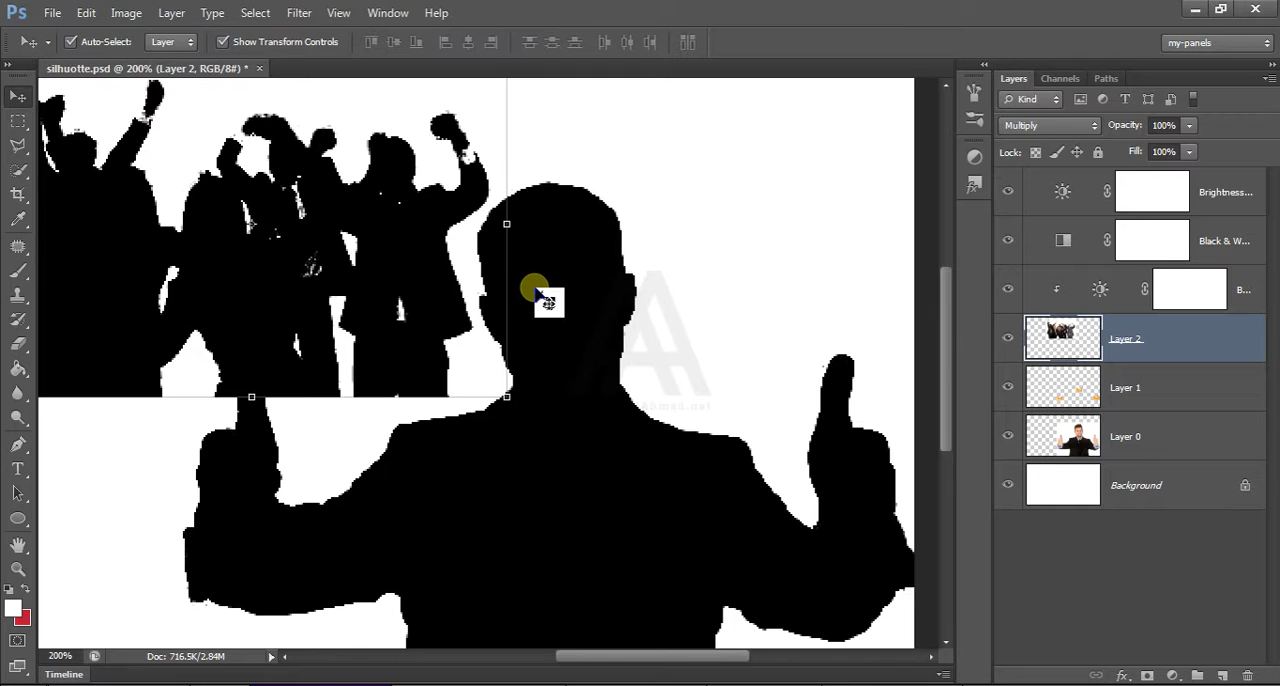 Ps File Edit Image Layer Type Select Filter View Window Help
Auto-Select: Layer Show Transform Controls my-panels
silhuotte.psd @ 200% (Layer 2, RGB/8#) * ×
Layers Channels Paths
Kind
Multiply Opacity: 100%
Lock: Fill: 100%
Brightness...
Black & W...
B...
Layer 2
Layer 1
Layer 0
Background
200% Doc: 716.5K/2.84M
Timeline